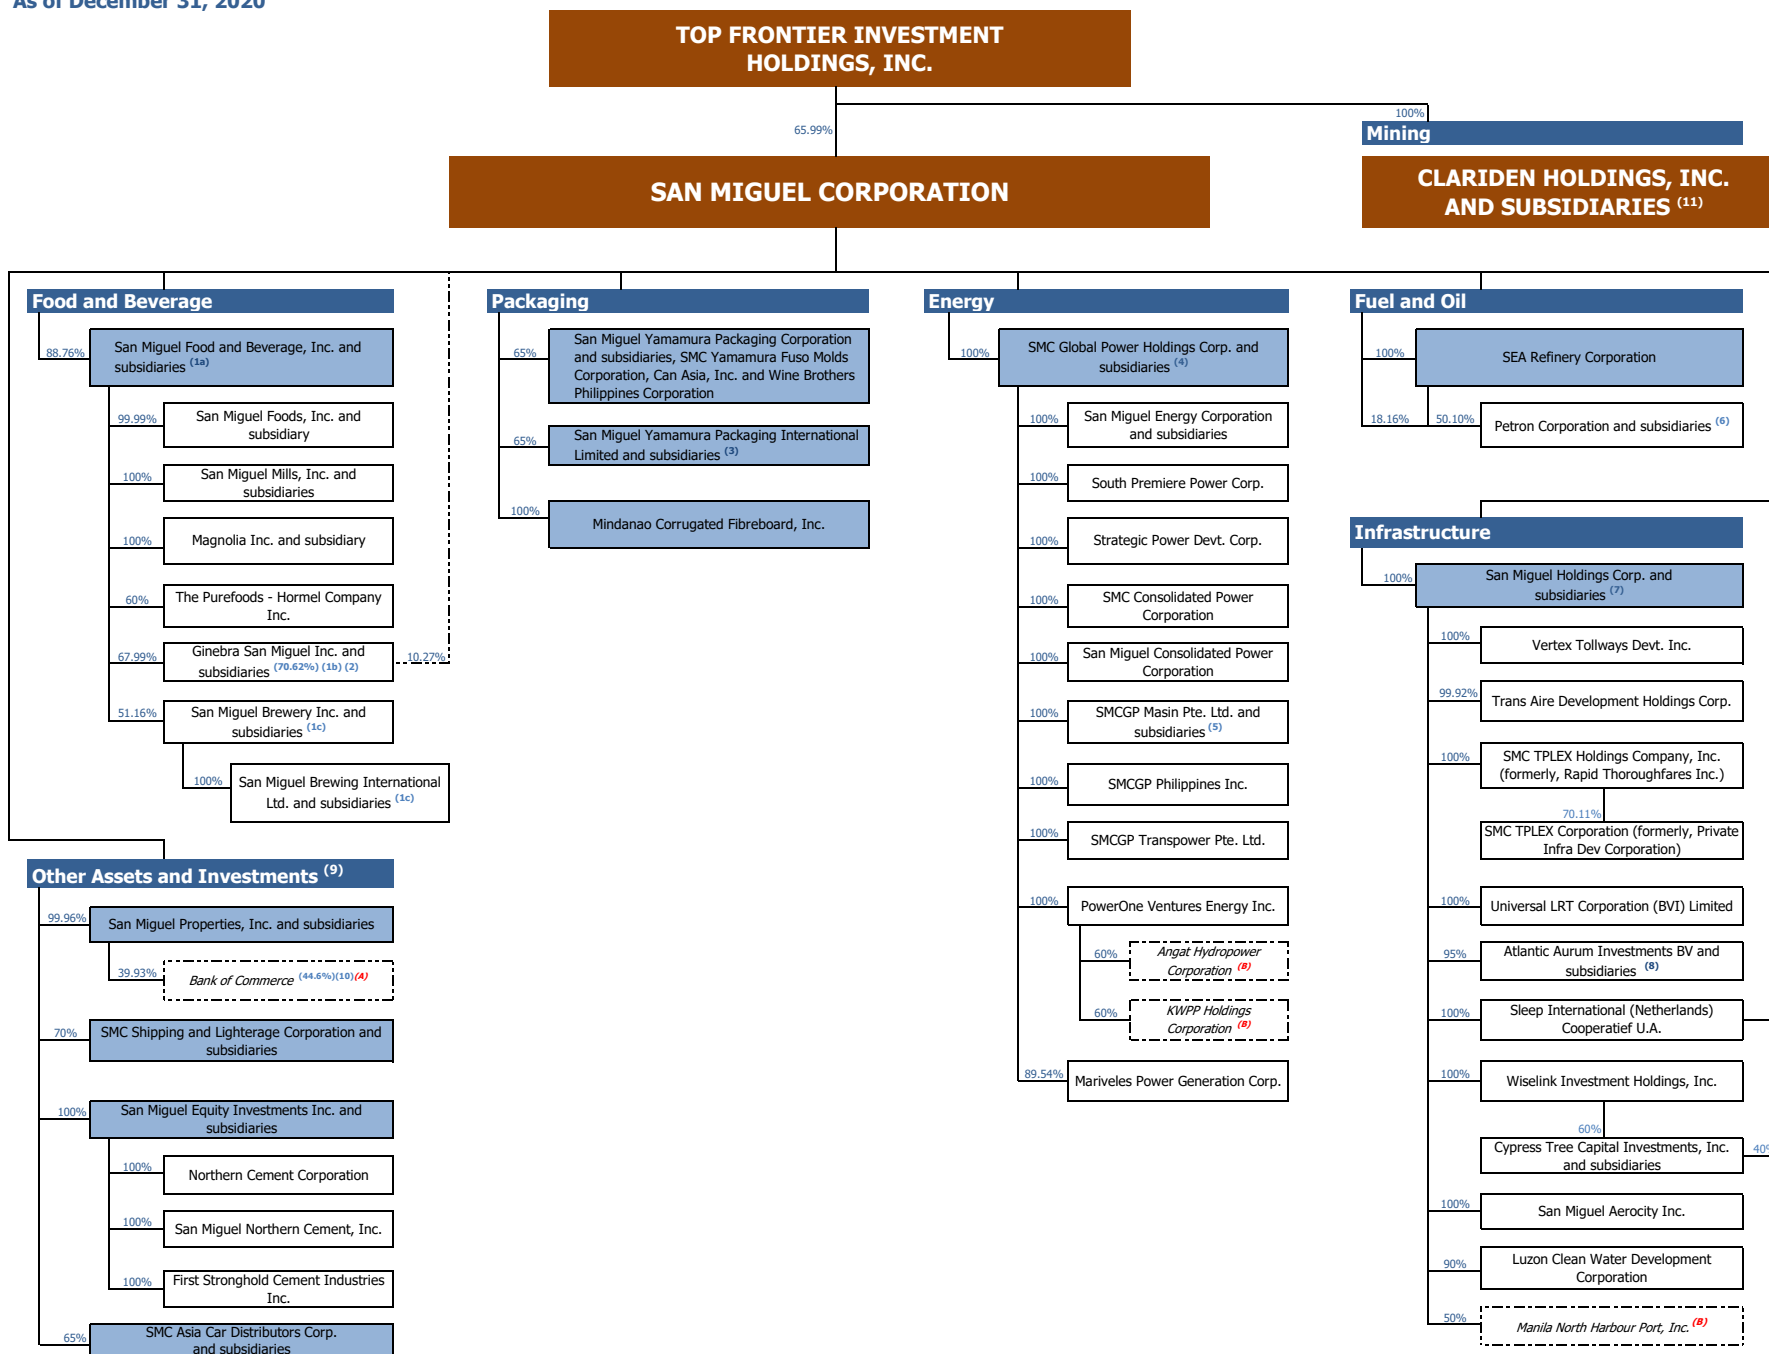 As of December 31, 2020
TOP FRONTIER INVESTMENT
HOLDINGS, INC.
65.99%
100%
Mining
SAN MIGUEL CORPORATION
CLARIDEN HOLDINGS, INC.
AND SUBSIDIARIES (11)
Food and Beverage
88.76%
San Miguel Food and Beverage, Inc. and
subsidiaries (1a)
99.99%
San Miguel Foods, Inc. and
subsidiary
100%
San Miguel Mills, Inc. and
subsidiaries
100%
Magnolia Inc. and subsidiary
60%
The Purefoods - Hormel Company
Inc.
67.99%
Ginebra San Miguel Inc. and
subsidiaries (70.62%) (1b) (2)
10.27%
51.16%
San Miguel Brewery Inc. and
subsidiaries (1c)
100%
San Miguel Brewing International
Ltd. and subsidiaries (1c)
Other Assets and Investments (9)
99.96%
San Miguel Properties, Inc. and subsidiaries
39.93%
Bank of Commerce (44.6%)(10)(A)
70%
SMC Shipping and Lighterage Corporation and
subsidiaries
100%
San Miguel Equity Investments Inc. and
subsidiaries
100%
Northern Cement Corporation
100%
San Miguel Northern Cement, Inc.
100%
First Stronghold Cement Industries
Inc.
65%
SMC Asia Car Distributors Corp.
and subsidiaries
Packaging
65%
San Miguel Yamamura Packaging Corporation
and subsidiaries, SMC Yamamura Fuso Molds
Corporation, Can Asia, Inc. and Wine Brothers
Philippines Corporation
65%
San Miguel Yamamura Packaging International
Limited and subsidiaries (3)
100%
Mindanao Corrugated Fibreboard, Inc.
Energy
100%
SMC Global Power Holdings Corp. and
subsidiaries (4)
100%
San Miguel Energy Corporation
and subsidiaries
100%
South Premiere Power Corp.
100%
Strategic Power Devt. Corp.
100%
SMC Consolidated Power
Corporation
100%
San Miguel Consolidated Power
Corporation
100%
SMCGP Masin Pte. Ltd. and
subsidiaries (5)
100%
SMCGP Philippines Inc.
100%
SMCGP Transpower Pte. Ltd.
100%
PowerOne Ventures Energy Inc.
60%
Angat Hydropower
Corporation (B)
60%
KWPP Holdings
Corporation (B)
89.54%
Mariveles Power Generation Corp.
Fuel and Oil
100%
SEA Refinery Corporation
18.16%
50.10%
Petron Corporation and subsidiaries (6)
Infrastructure
100%
San Miguel Holdings Corp. and
subsidiaries (7)
100%
Vertex Tollways Devt. Inc.
99.92%
Trans Aire Development Holdings Corp.
100%
SMC TPLEX Holdings Company, Inc.
(formerly, Rapid Thoroughfares Inc.)
70.11%
SMC TPLEX Corporation (formerly, Private
Infra Dev Corporation)
100%
Universal LRT Corporation (BVI) Limited
95%
Atlantic Aurum Investments BV and
subsidiaries (8)
100%
Sleep International (Netherlands)
Cooperatief U.A.
100%
Wiselink Investment Holdings, Inc.
60%
Cypress Tree Capital Investments, Inc.
and subsidiaries
40%
100%
San Miguel Aerocity Inc.
90%
Luzon Clean Water Development
Corporation
50%
Manila North Harbour Port, Inc. (B)